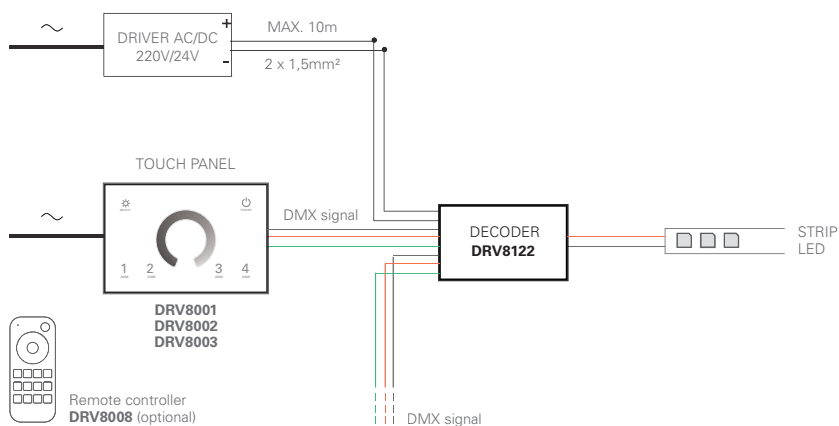 DRIVER AC/DC
220V/24V
+
-
MAX. 10m
2 x 1,5mm²
TOUCH PANEL
1 2 3 4
DMX signal
DRV8001
DRV8002
DRV8003
DECODER
DRV8122
STRIP
LED
Remote controller
DRV8008 (optional)
DMX signal